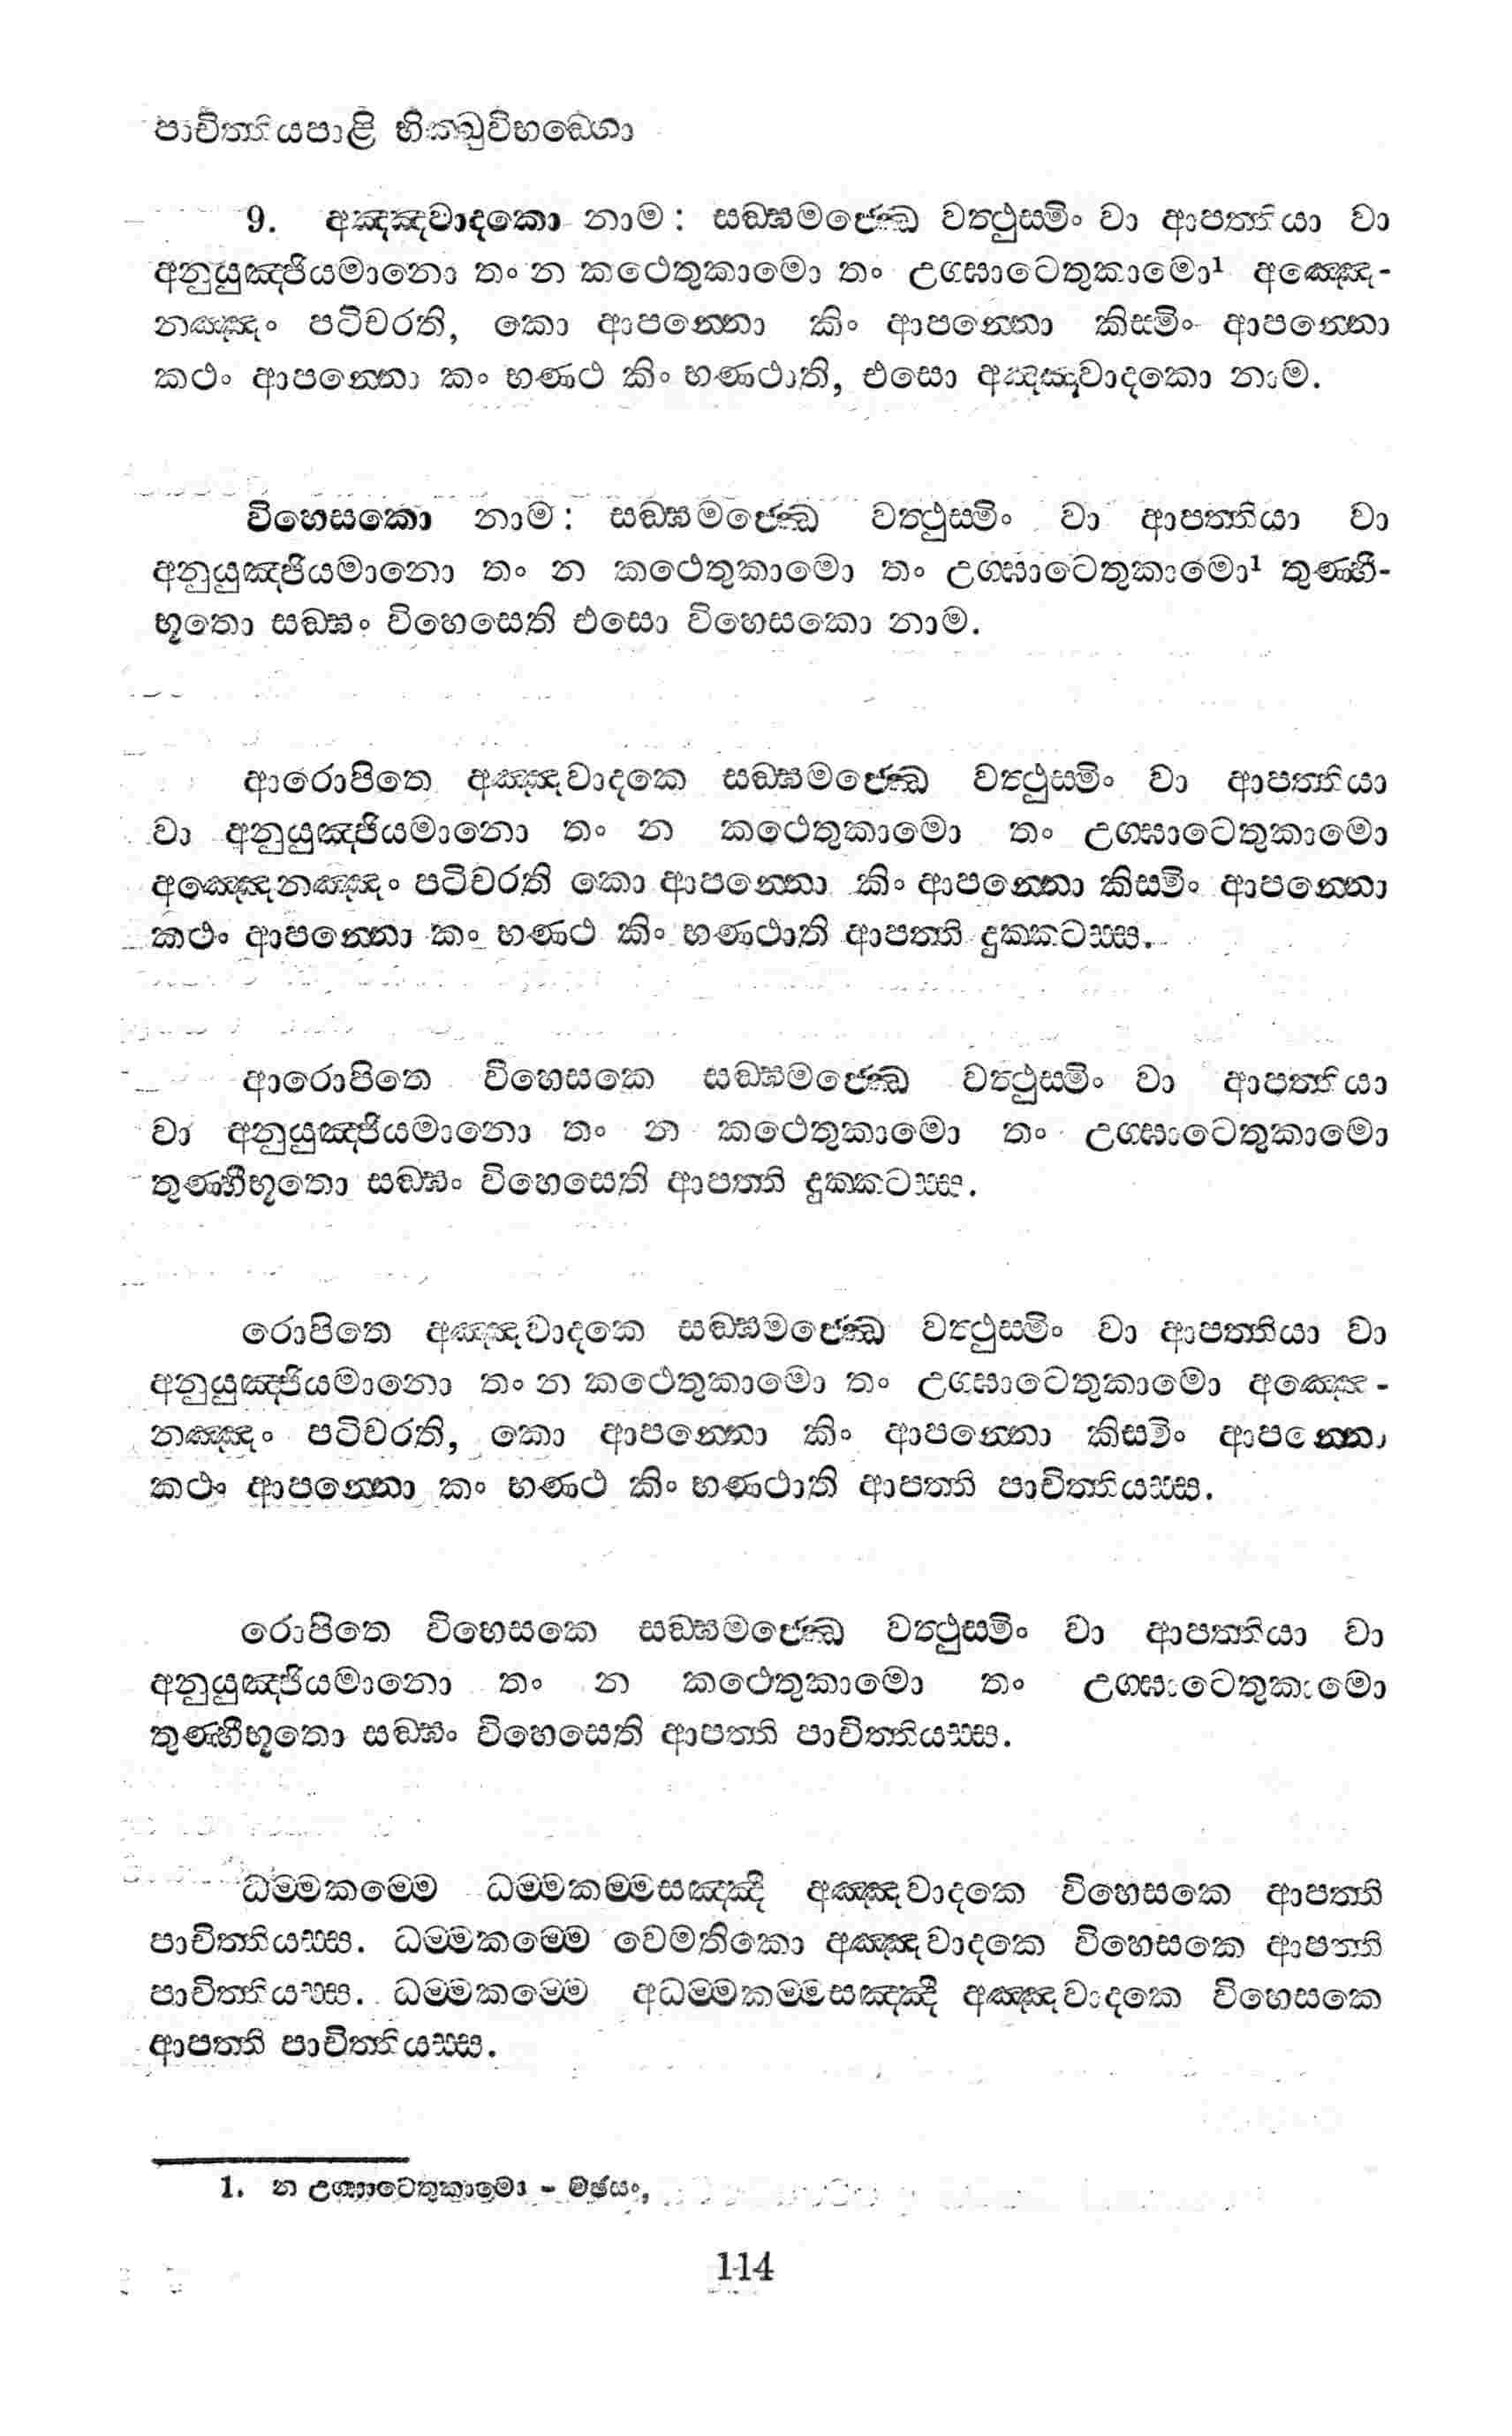 පාචිත්තියපාළි භික්ඛුවිභඞ්ගො
9. අඤ්ඤවාදකො නාම: සඞ්ඝමජ්ඣෙ වත්ථුස්මිං වා ආපත්තියා වා
අනුයුඤ්ජියමානො තං න කථෙතුකාමො තං උග්ඝාටෙතුකාමො¹ අඤ්ඤෙ-
නඤ්ඤං පටිචරති, කො ආපන්නො කිං ආපන්නො කිස්මිං ආපන්නො
කථං ආපන්නො කං භණථ කිං භණථාති, එසො අඤ්ඤවාදකො නාම.
විහෙසකො නාම: සඞ්ඝමජ්ඣෙ වත්ථුස්මිං වා ආපත්තියා වා
අනුයුඤ්ජියමානො තං න කථෙතුකාමො තං උග්ඝාටෙතුකාමො¹ තුණ්හී-
භූතො සඞ්ඝං විහෙසෙති එසො විහෙසකො නාම.
ආරොපිතෙ අඤ්ඤවාදකෙ සඞ්ඝමජ්ඣෙ වත්ථුස්මිං වා ආපත්තියා
වා අනුයුඤ්ජියමානො තං න කථෙතුකාමො තං උග්ඝාටෙතුකාමො
අඤ්ඤෙනඤ්ඤං පටිචරති කො ආපන්නො කිං ආපන්නො කිස්මිං ආපන්නො
කථං ආපන්නො කං භණථ කිං භණථාති ආපත්ති දුක්කටස්ස.
ආරොපිතෙ විහෙසකෙ සඞ්ඝමජ්ඣෙ වත්ථුස්මිං වා ආපත්තියා
වා අනුයුඤ්ජියමානො තං න කථෙතුකාමො තං උග්ඝාටෙතුකාමො
තුණ්හීභූතො සඞ්ඝං විහෙසෙති ආපත්ති දුක්කටස්ස.
රොපිතෙ අඤ්ඤවාදකෙ සඞ්ඝමජ්ඣෙ වත්ථුස්මිං වා ආපත්තියා වා
අනුයුඤ්ජියමානො තං න කථෙතුකාමො තං උග්ඝාටෙතුකාමො අඤ්ඤෙ-
නඤ්ඤං පටිචරති, කො ආපන්නො කිං ආපන්නො කිස්මිං ආපන්නො
කථං ආපන්නො කං භණථ කිං භණථාති ආපත්ති පාචිත්තියස්ස.
රොපිතෙ විහෙසකෙ සඞ්ඝමජ්ඣෙ වත්ථුස්මිං වා ආපත්තියා වා
අනුයුඤ්ජියමානො තං න කථෙතුකාමො තං උග්ඝාටෙතුකාමො
තුණ්හීභූතො සඞ්ඝං විහෙසෙති ආපත්ති පාචිත්තියස්ස.
ධම්මකම්මෙ ධම්මකම්මසඤ්ඤී අඤ්ඤවාදකෙ විහෙසකෙ ආපත්ති
පාචිත්තියස්ස. ධම්මකම්මෙ වෙමතිකො අඤ්ඤවාදකෙ විහෙසකෙ ආපත්ති
පාචිත්තියස්ස. ධම්මකම්මෙ අධම්මකම්මසඤ්ඤී අඤ්ඤවාදකෙ විහෙසකෙ
ආපත්ති පාචිත්තියස්ස.
1. න උග්ඝාටෙතුකාමො - මඡසං,
114